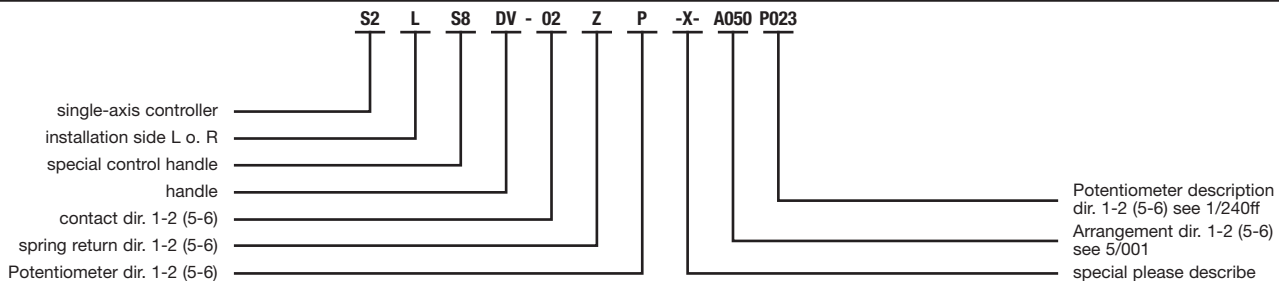 S2 L S8 DV - 02 Z P -X- A050 P023
single-axis controller
installation side L o. R
special control handle
handle
contact dir. 1-2 (5-6)
spring return dir. 1-2 (5-6)
Potentiometer dir. 1-2 (5-6)
Potentiometer description
dir. 1-2 (5-6) see 1/240ff
Arrangement dir. 1-2 (5-6)
see 5/001
special please describe